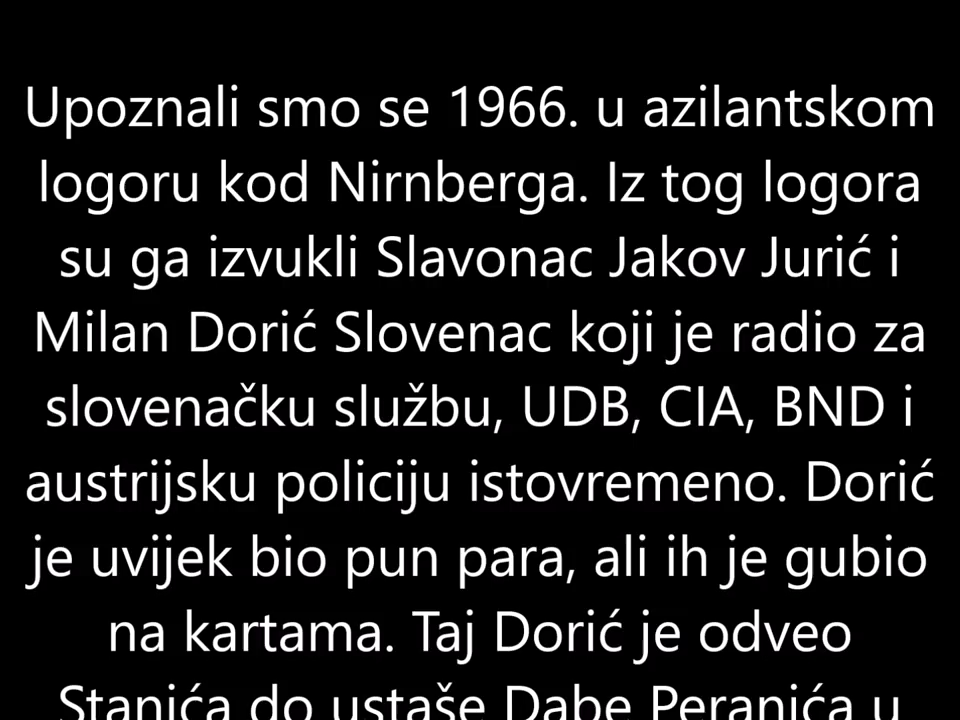 Upoznali smo se 1966. u azilantskom
logoru kod Nirnberga. Iz tog logora
su ga izvukli Slavonac Jakov Jurić i
Milan Dorić Slovenac koji je radio za
slovenačku službu, UDB, CIA, BND i
austrijsku policiju istovremeno. Dorić
je uvijek bio pun para, ali ih je gubio
na kartama. Taj Dorić je odveo
Stanića do ustaše Dabe Peranića u